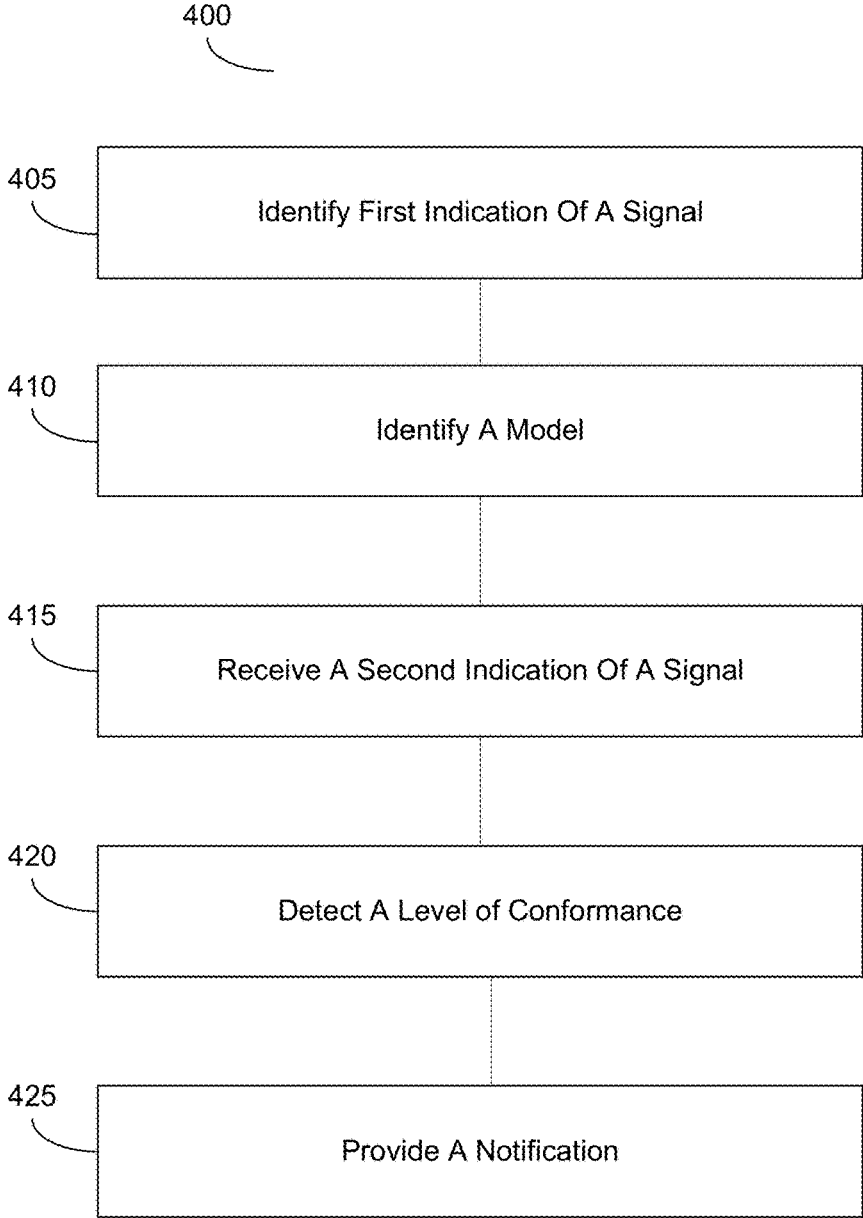 400
405
Identify First Indication Of A Signal
410
Identify A Model
415
Receive A Second Indication Of A Signal
420
Detect A Level of Conformance
425
Provide A Notification